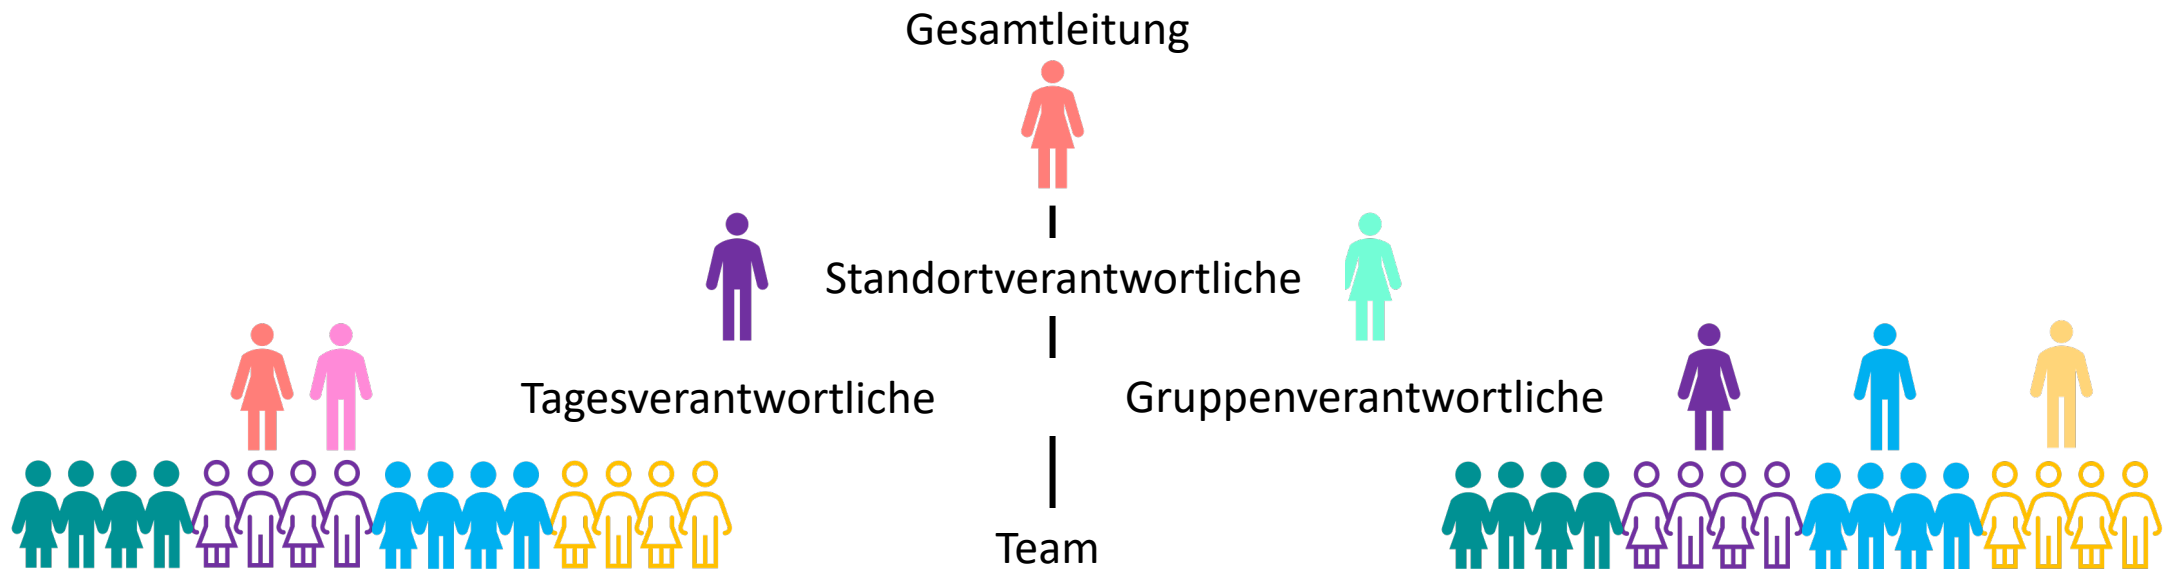 Gesamtleitung
Standortverantwortliche
Tagesverantwortliche
Gruppenverantwortliche
Team